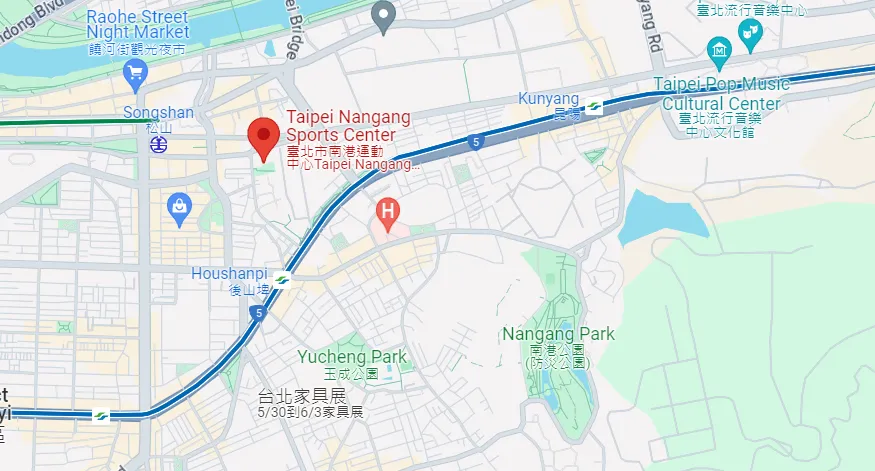 Raohe Street
Night Market
饒河街觀光夜市
ei Bridge
yang Rd
臺北流行音樂中心
Taipei Pop Music
Cultural Center
臺北流行音樂
中心文化館
Kunyang
昆陽
Songshan
松山
Taipei Nangang
Sports Center
臺北市南港運動
中心Taipei Nangang...
5
H
Houshanpi
後山埤
5
Nangang Park
南港公園
(防災公園)
Yucheng Park
玉成公園
台北家具展
5/30到6/3家具展
ct
yi
區